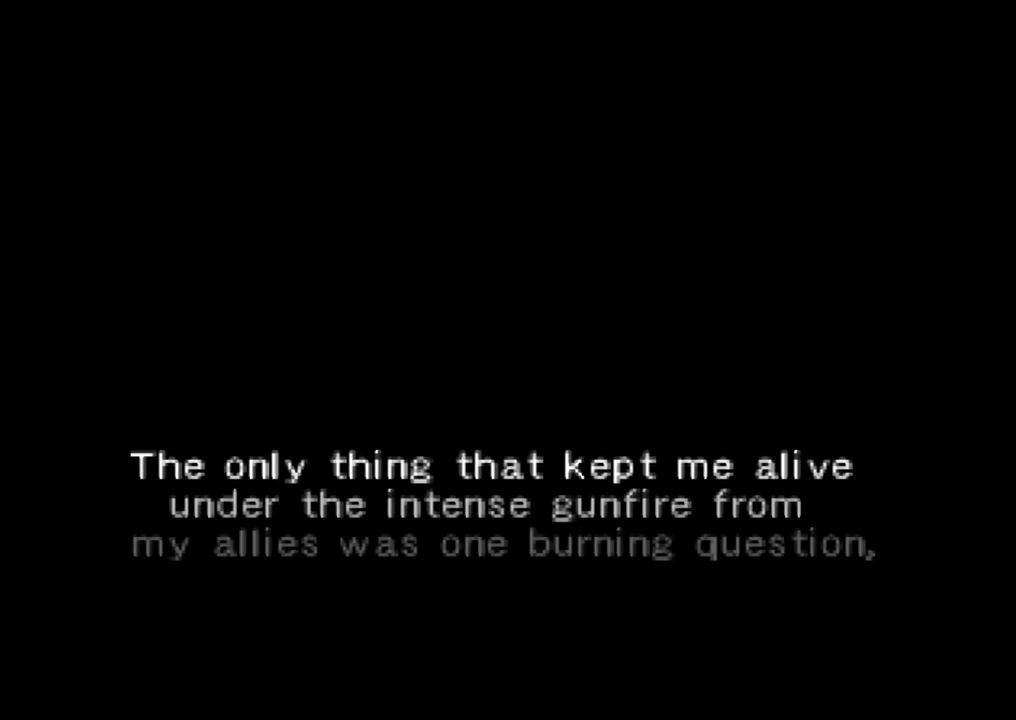 The only thing that kept me alive
under the intense gunfire from
my allies was one burning question,